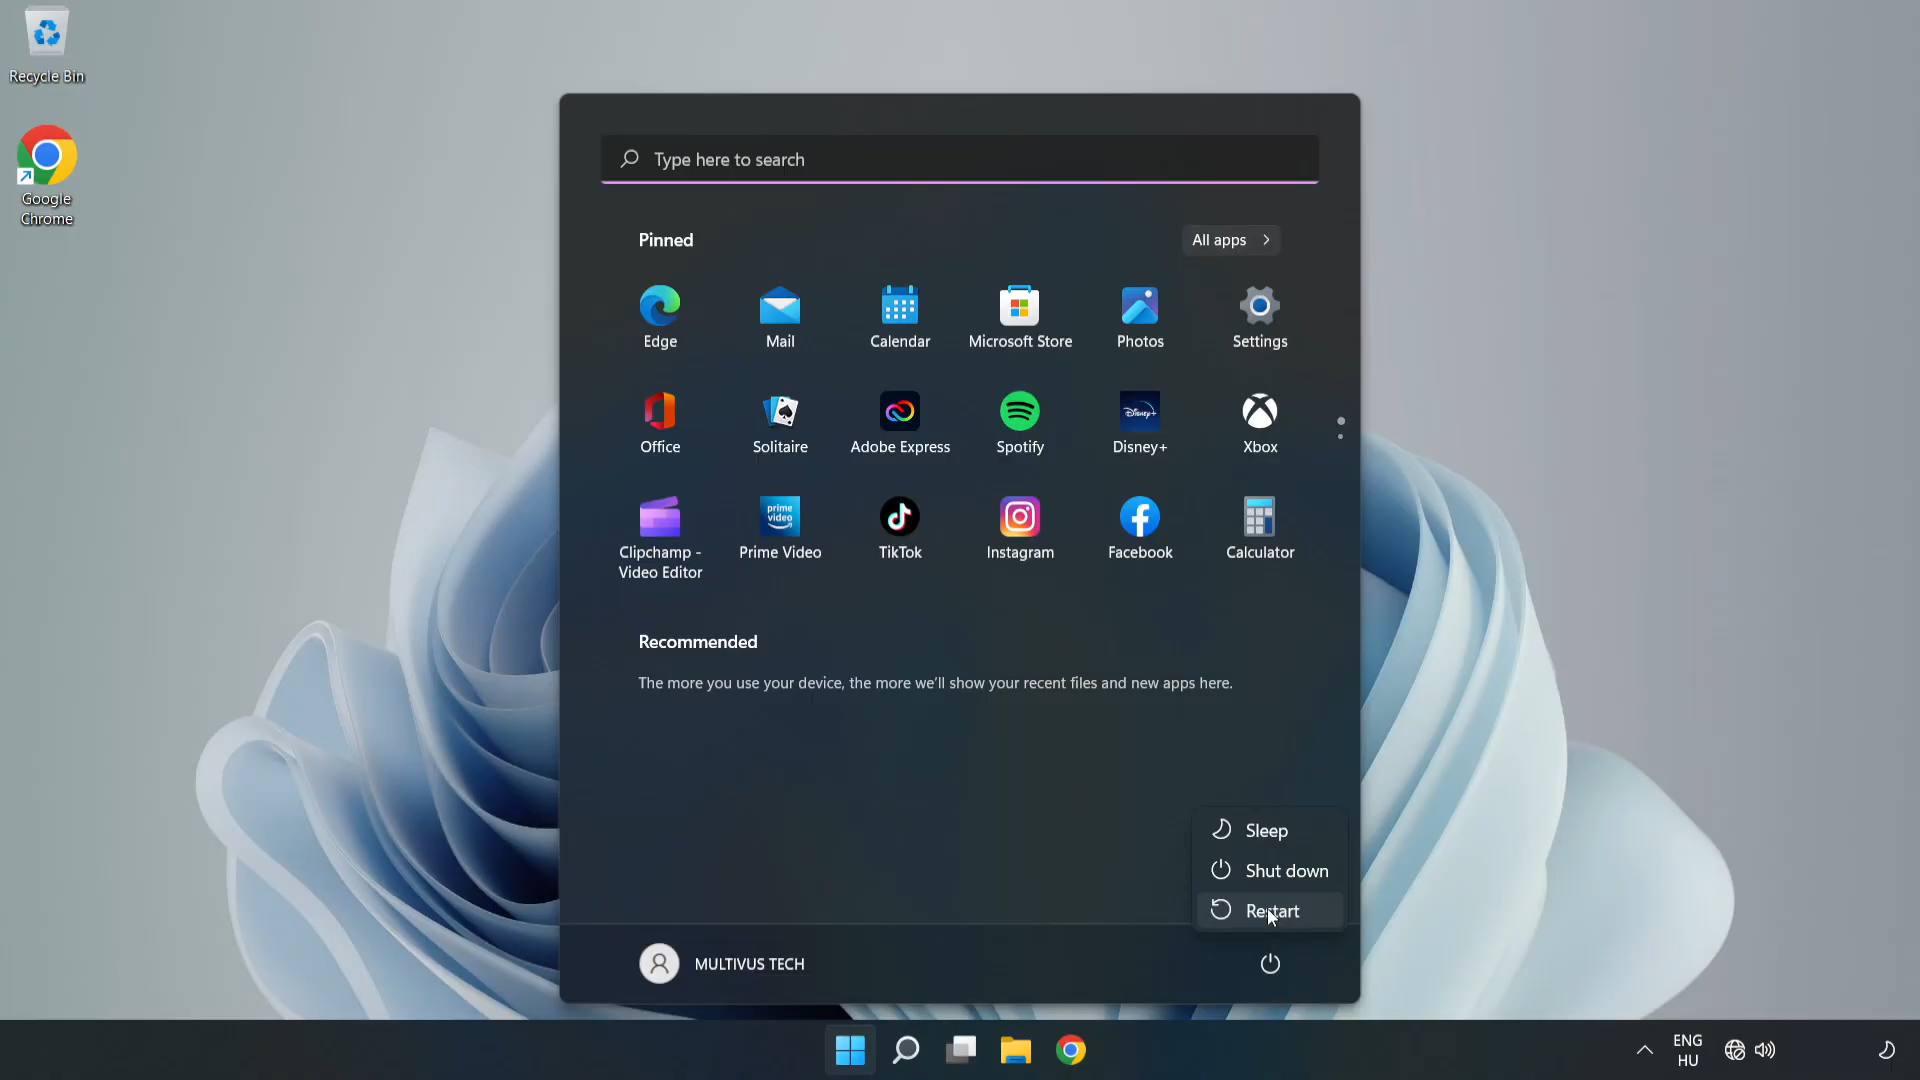 Recycle Bin
Google
Chrome
Type here to search
Pinned
All apps
Edge
Mail
Calendar
Microsoft Store
Photos
Settings
Office
Solitaire
Adobe Express
Disney+
Spotify
Disney+
Xbox
prime
video
Clipchamp -
Video Editor
Prime Video
TikTok
Instagram
Facebook
Calculator
Recommended
The more you use your device, the more we'll show your recent files and new apps here.
Sleep
Shut down
Restart
MULTIVUS TECH
ENG
HU